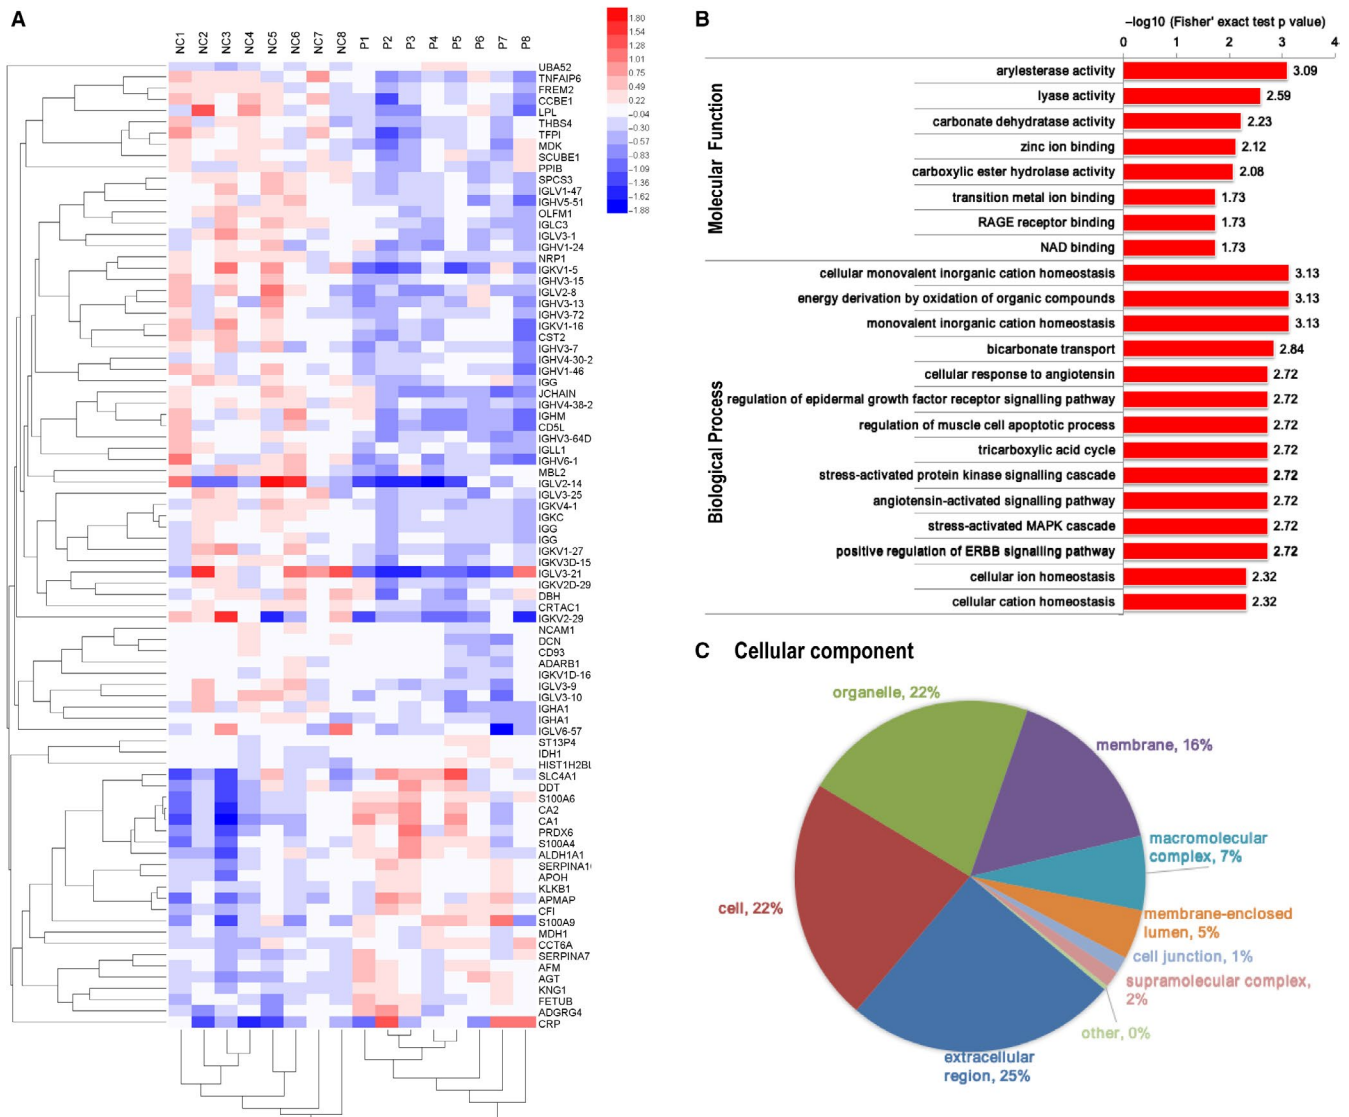 A
NC1 NC2 NC3 NC4 NC5 NC6 NC7 NC8 P1 P2 P3 P4 P5 P6 P7 P8
1.80
1.54
1.28
1.01
0.75
0.49
0.22
-0.04
-0.30
-0.57
-0.83
-1.09
-1.36
-1.62
-1.88
UBA52
TNFAIP6
FREM2
CCBE1
LPL
THBS4
TFPI
MDK
SCUBE1
PPIB
SPCS3
IGLV1-47
IGHV5-51
OLFM1
IGLC3
IGLV3-1
IGHV1-24
NRP1
IGKV1-5
IGHV3-15
IGLV2-8
IGHV3-13
IGHV3-72
IGKV1-16
CST2
IGHV3-7
IGHV4-30-2
IGHV1-46
IGG
JCHAIN
IGHV4-38-2
IGHM
CD5L
IGHV3-64D
IGLL1
IGHV6-1
MBL2
IGLV2-14
IGLV3-25
IGKV4-1
IGKC
IGG
IGG
IGKV1-27
IGKV3D-15
IGLV3-21
IGKV2D-29
DBH
CRTAC1
IGKV2-29
NCAM1
DCN
CD93
ADARB1
IGKV1D-16
IGLV3-9
IGLV3-10
IGHA1
IGHA1
IGLV6-57
ST13P4
IDH1
HIST1H2BL
SLC4A1
DDT
S100A6
CA2
CA1
PRDX6
S100A4
ALDH1A1
SERPINA1
APOH
KLKB1
APMAP
CFI
S100A9
MDH1
CCT6A
SERPINA7
AFM
AGT
KNG1
FETUB
ADGRG4
CRP
B
–log10 (Fisher' exact test p value)
0 1 2 3 4
Molecular Function
arylesterase activity 3.09
lyase activity 2.59
carbonate dehydratase activity 2.23
zinc ion binding 2.12
carboxylic ester hydrolase activity 2.08
transition metal ion binding 1.73
RAGE receptor binding 1.73
NAD binding 1.73
Biological Process
cellular monovalent inorganic cation homeostasis 3.13
energy derivation by oxidation of organic compounds 3.13
monovalent inorganic cation homeostasis 3.13
bicarbonate transport 2.84
cellular response to angiotensin 2.72
regulation of epidermal growth factor receptor signalling pathway 2.72
regulation of muscle cell apoptotic process 2.72
tricarboxylic acid cycle 2.72
stress-activated protein kinase signalling cascade 2.72
angiotensin-activated signalling pathway 2.72
stress-activated MAPK cascade 2.72
positive regulation of ERBB signalling pathway 2.72
cellular ion homeostasis 2.32
cellular cation homeostasis 2.32
C Cellular component
organelle, 22%
membrane, 16%
macromolecular
complex, 7%
membrane-enclosed
lumen, 5%
cell junction, 1%
supramolecular complex,
2%
other, 0%
extracellular
region, 25%
cell, 22%